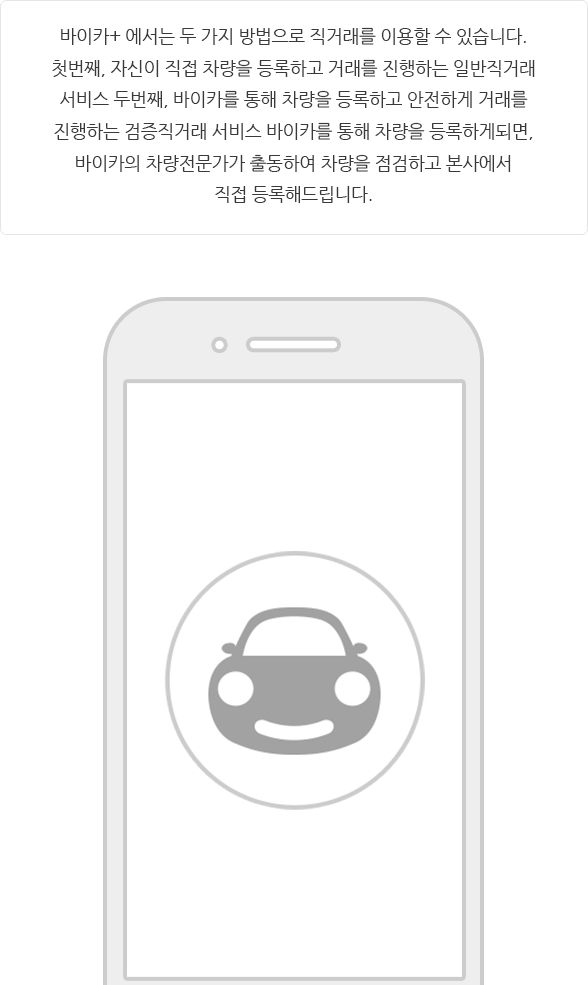 바이카+ 에서는 두 가지 방법으로 직거래를 이용할 수 있습니다.
첫번째, 자신이 직접 차량을 등록하고 거래를 진행하는 일반직거래
서비스 두번째, 바이카를 통해 차량을 등록하고 안전하게 거래를
진행하는 검증직거래 서비스 바이카를 통해 차량을 등록하게되면,
바이카의 차량전문가가 출동하여 차량을 점검하고 본사에서
직접 등록해드립니다.